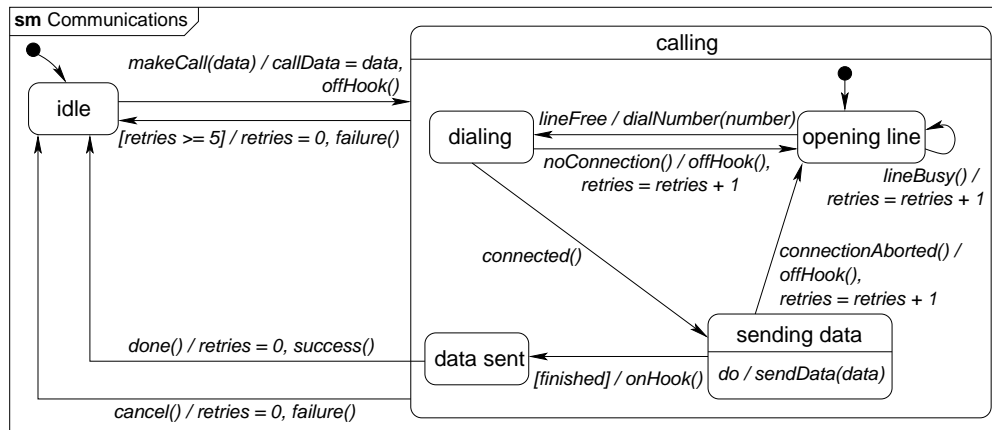 sm Communications
calling
makeCall(data) / callData = data,
offHook()
idle
[retries >= 5] / retries = 0, failure()
lineFree / dialNumber(number)
dialing
opening line
noConnection() / offHook(),
retries = retries + 1
lineBusy() /
retries = retries + 1
connected()
connectionAborted() /
offHook(),
retries = retries + 1
sending data
do / sendData(data)
done() / retries = 0, success()
data sent
[finished] / onHook()
cancel() / retries = 0, failure()